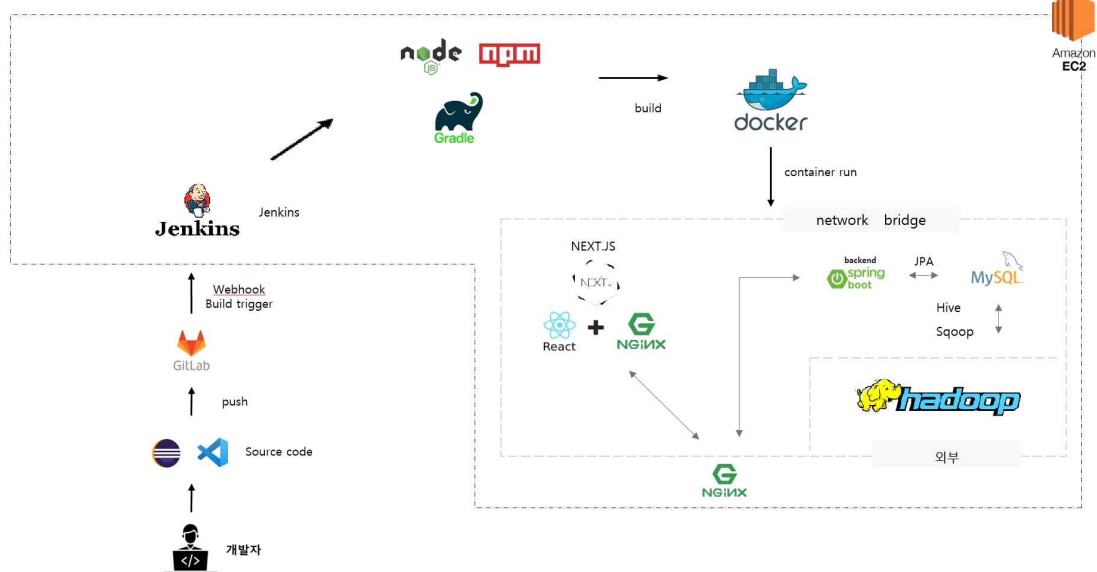 Amazon
EC2
node
JS
npm
Gradle
build
docker
container run
Jenkins
Jenkins
network bridge
NEXT.JS
NEXT.
React
NGINX
backend
spring
boot
JPA
MySQL
Hive
Sqoop
hadoop
외부
NGINX
Webhook
Build trigger
GitLab
push
Source code
개발자